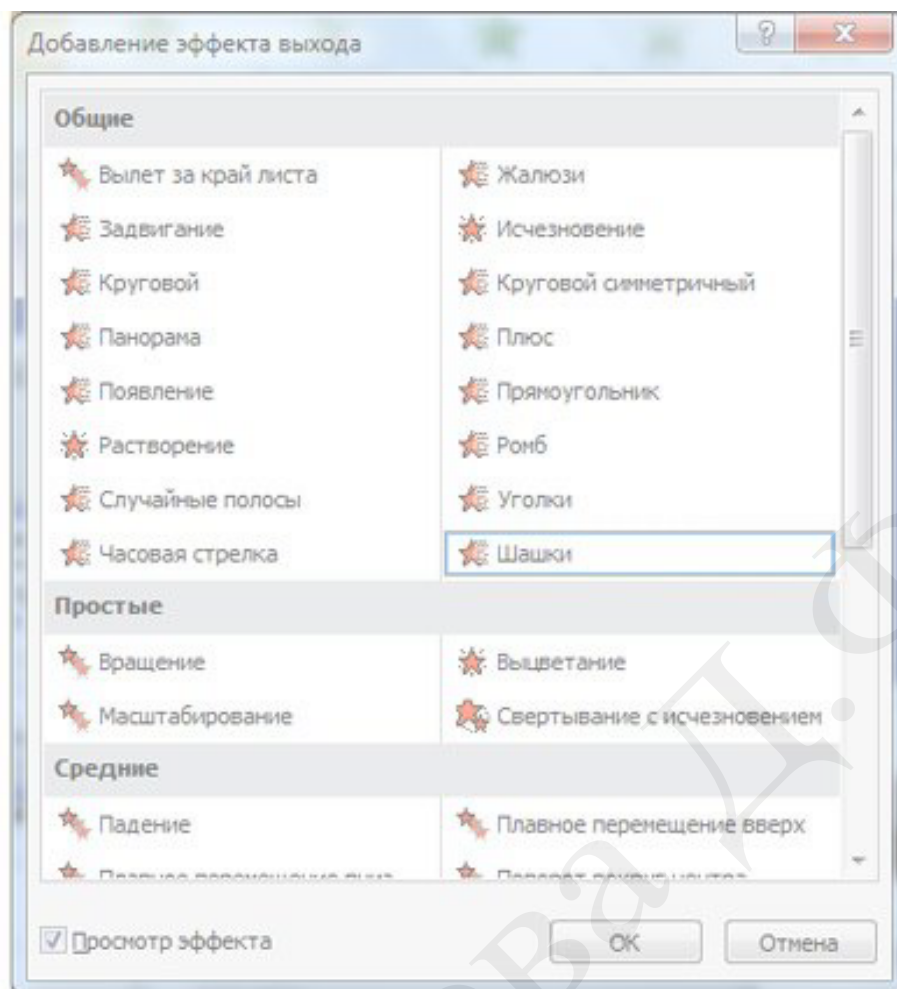 Добавление эффекта выхода
Общие
Вылет за край листа
Жалюзи
Задвигание
Исчезновение
Круговой
Круговой симметричный
Панорама
Плюс
Появление
Прямоугольник
Растворение
Ромб
Случайные полосы
Уголки
Часовая стрелка
Шашки
Простые
Вращение
Выцветание
Масштабирование
Свертывание с исчезновением
Средние
Падение
Плавное перемещение вверх
Просмотр эффекта
ОК
Отмена